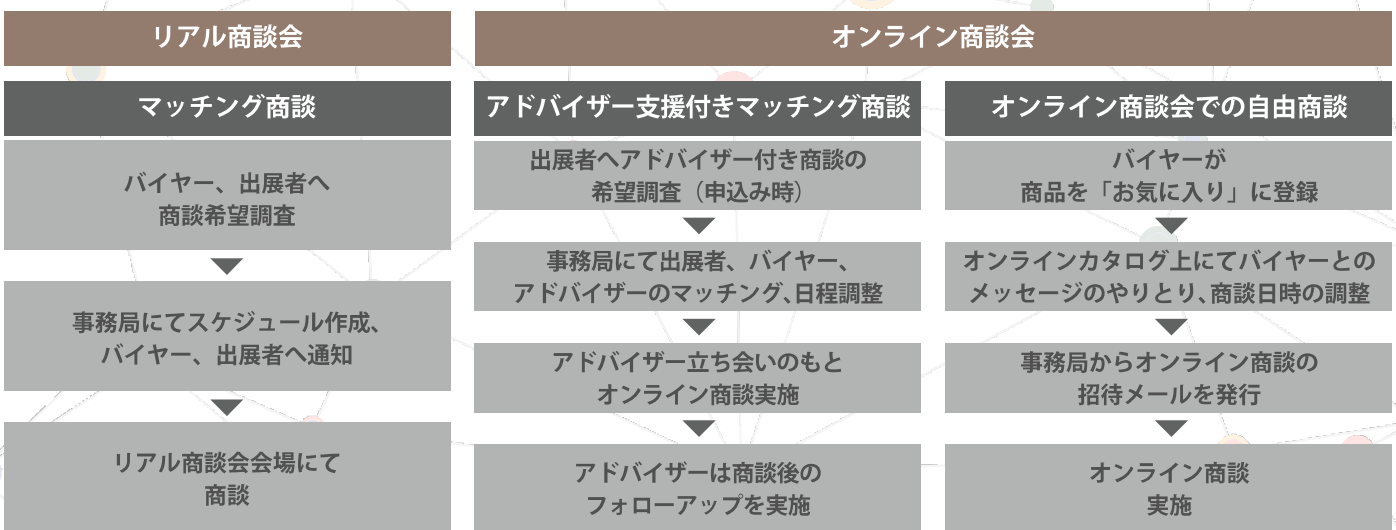 リアル商談会
マッチング商談
バイヤー、出展者へ
商談希望調査
事務局にてスケジュール作成、
バイヤー、出展者へ通知
リアル商談会会場にて
商談
オンライン商談会
アドバイザー支援付きマッチング商談
出展者へアドバイザー付き商談の
希望調査（申込み時）
事務局にて出展者、バイヤー、
アドバイザーのマッチング、日程調整
アドバイザー立ち会いのもと
オンライン商談実施
アドバイザーは商談後の
フォローアップを実施
オンライン商談会での自由商談
バイヤーが
商品を「お気に入り」に登録
オンラインカタログ上にてバイヤーとの
メッセージのやりとり、商談日時の調整
事務局からオンライン商談の
招待メールを発行
オンライン商談
実施